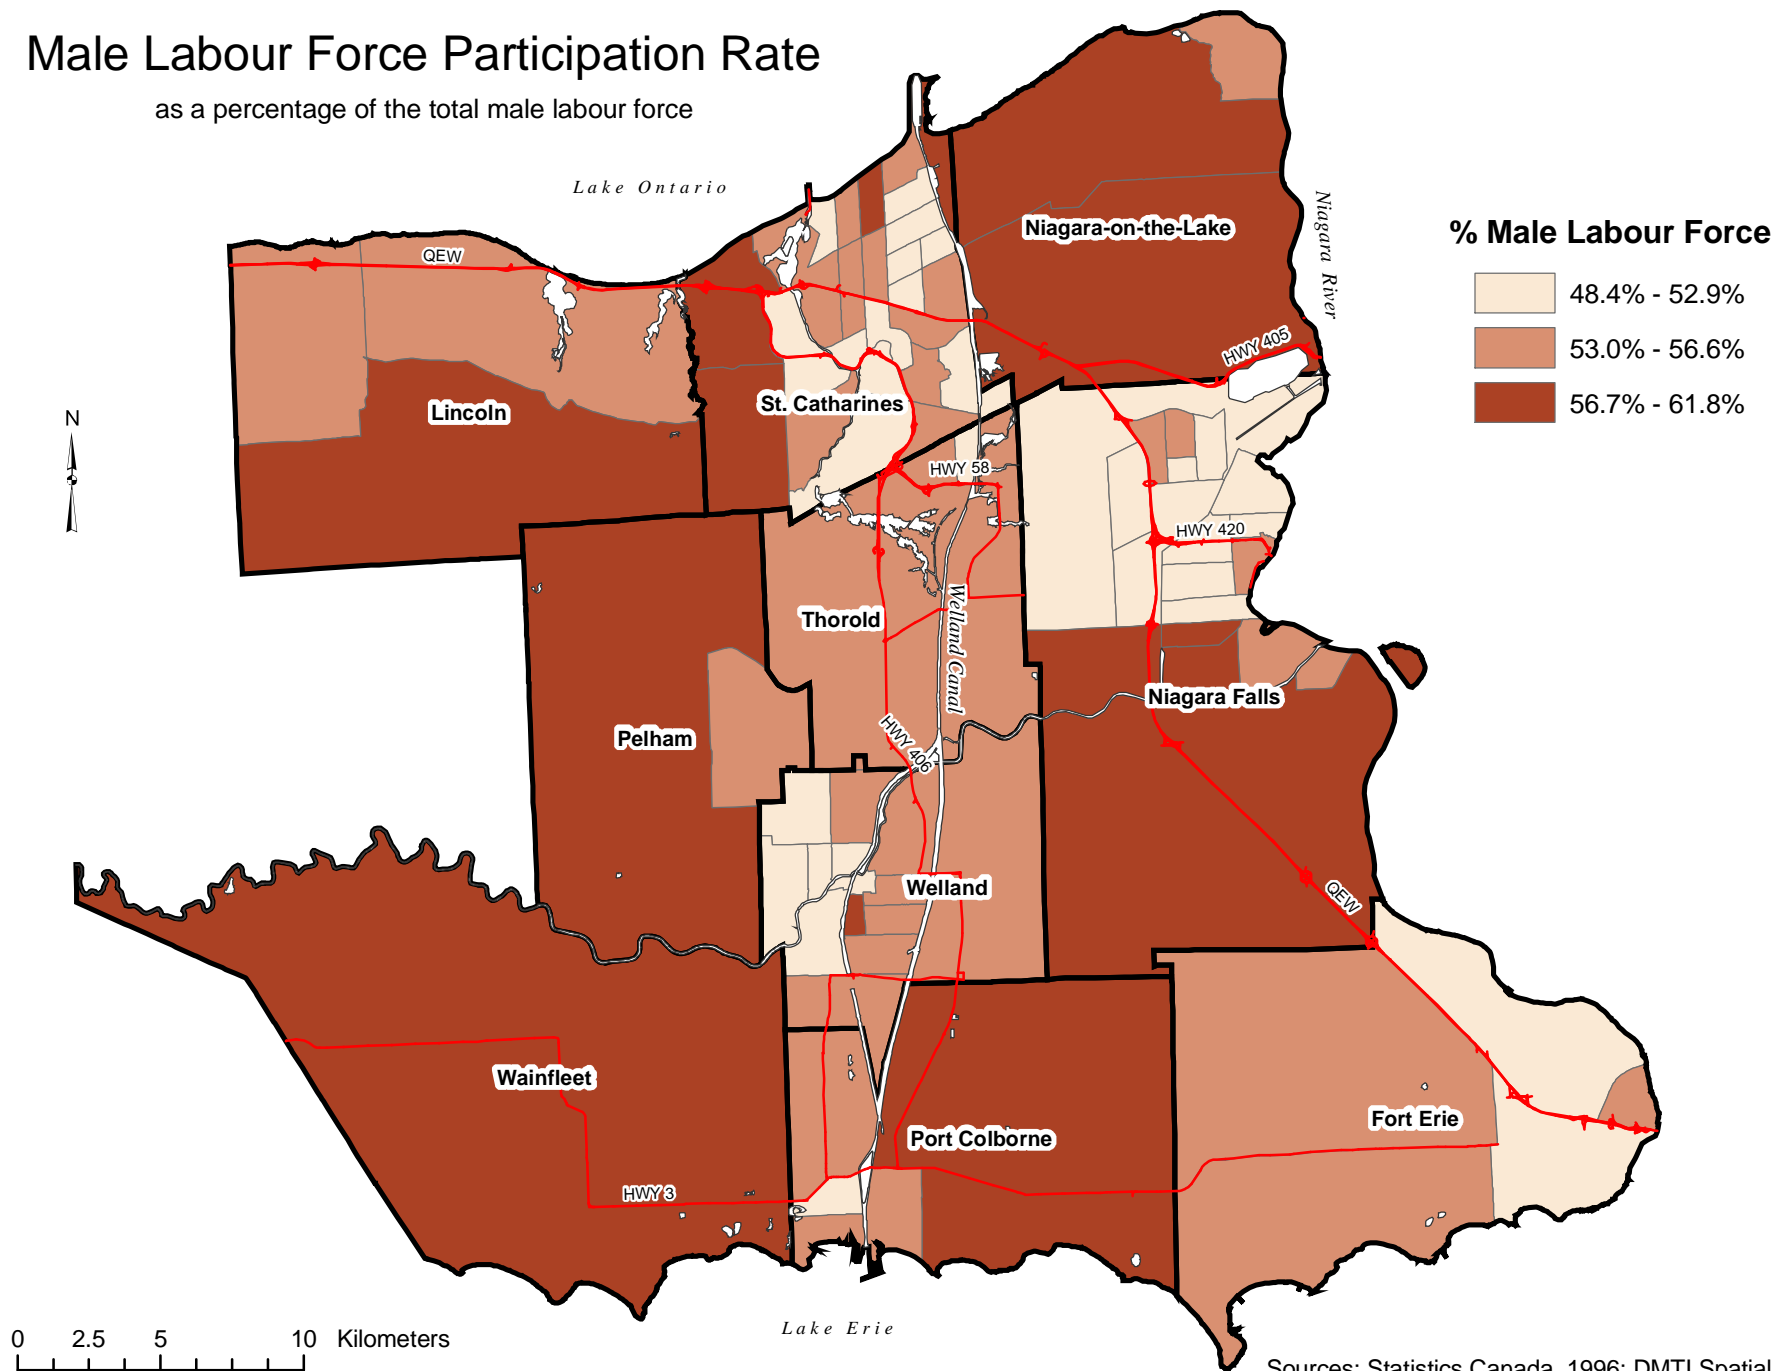 Male Labour Force Participation Rate
as a percentage of the total male labour force
Lake Ontario
Niagara River
% Male Labour Force
48.4% - 52.9%
53.0% - 56.6%
56.7% - 61.8%
QEW
Niagara-on-the-Lake
HWY 405
N
Lincoln
St. Catharines
HWY 58
HWY 420
Thorold
Welland Canal
Niagara Falls
Pelham
HWY 406
Welland
QEW
Wainfleet
Port Colborne
Fort Erie
HWY 3
Lake Erie
0 2.5 5 10 Kilometers
Sources: Statistics Canada, 1996; DMTI Spatial